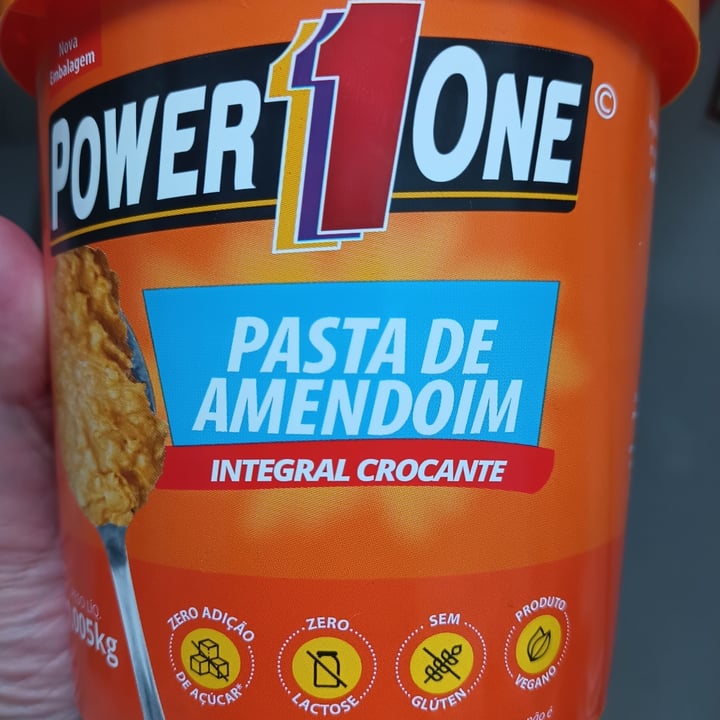 Nova
Embalagem
POWER 1 ONE ©
PASTA DE
AMENDOIM
INTEGRAL CROCANTE
005kg
ZERO ADIÇÃO
DE AÇÚCAR*
ZERO
LACTOSE
SEM
GLÚTEN
PRODUTO
VEGANO